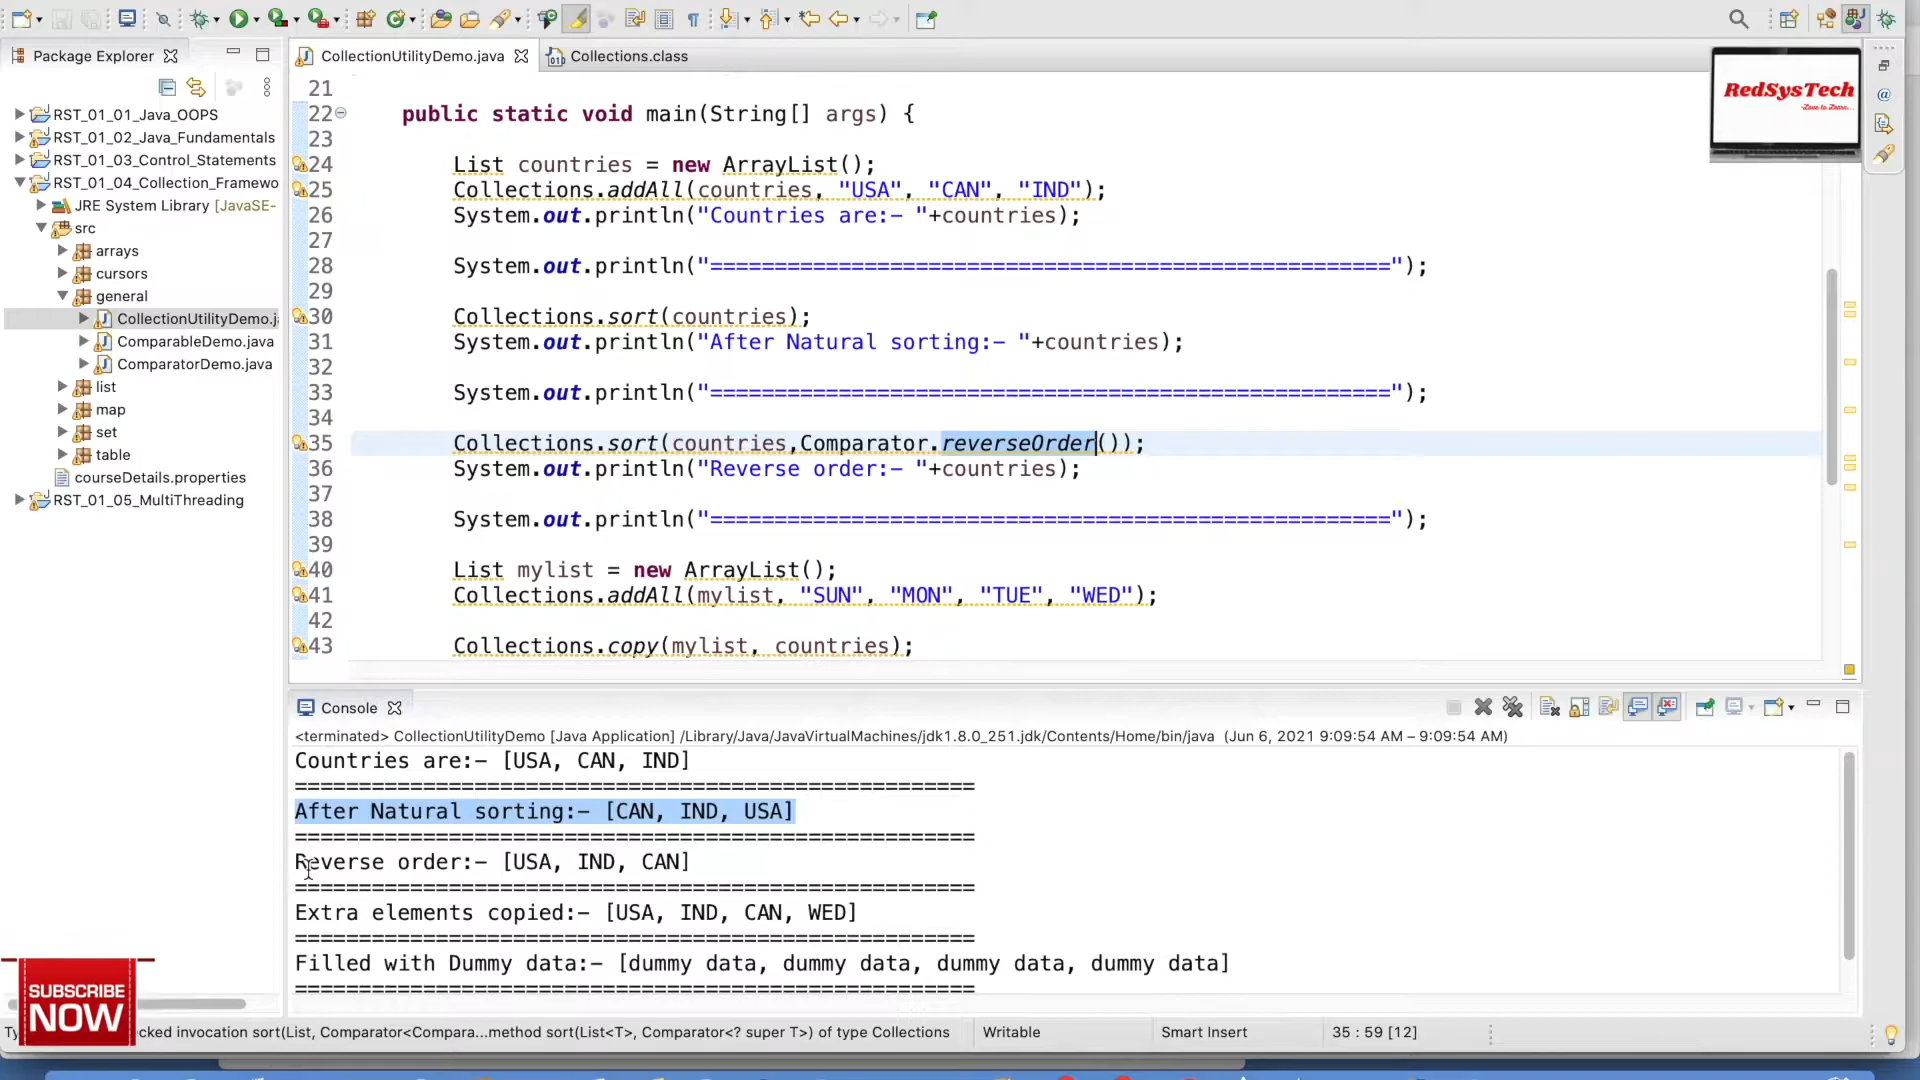 Package Explorer
CollectionUtilityDemo.java
Collections.class
RST_01_01_Java_OOPS
RST_01_02_Java_Fundamentals
RST_01_03_Control_Statements
RST_01_04_Collection_Framewo
JRE System Library [JavaSE-
src
arrays
cursors
general
CollectionUtilityDemo.j
ComparableDemo.java
ComparatorDemo.java
list
map
set
table
courseDetails.properties
RST_01_05_MultiThreading
RedSysTech
-Love to Learn...
21
22 public static void main(String[] args) {
23
24 List countries = new ArrayList();
25 Collections.addAll(countries, "USA", "CAN", "IND");
26 System.out.println("Countries are:- "+countries);
27
28 System.out.println("=====================================================");
29
30 Collections.sort(countries);
31 System.out.println("After Natural sorting:- "+countries);
32
33 System.out.println("=====================================================");
34
35 Collections.sort(countries,Comparator.reverseOrder());
36 System.out.println("Reverse order:- "+countries);
37
38 System.out.println("=====================================================");
39
40 List mylist = new ArrayList();
41 Collections.addAll(mylist, "SUN", "MON", "TUE", "WED");
42
43 Collections.copy(mylist, countries);
Console
<terminated> CollectionUtilityDemo [Java Application] /Library/Java/JavaVirtualMachines/jdk1.8.0_251.jdk/Contents/Home/bin/java (Jun 6, 2021 9:09:54 AM – 9:09:54 AM)
Countries are:- [USA, CAN, IND]
=====================================================
After Natural sorting:- [CAN, IND, USA]
=====================================================
Reverse order:- [USA, IND, CAN]
=====================================================
Extra elements copied:- [USA, IND, CAN, WED]
=====================================================
Filled with Dummy data:- [dummy data, dummy data, dummy data, dummy data]
=====================================================
SUBSCRIBE
NOW
Ty
cked invocation sort(List, Comparator<Compara...method sort(List<T>, Comparator<? super T>) of type Collections
Writable
Smart Insert
35 : 59 [12]